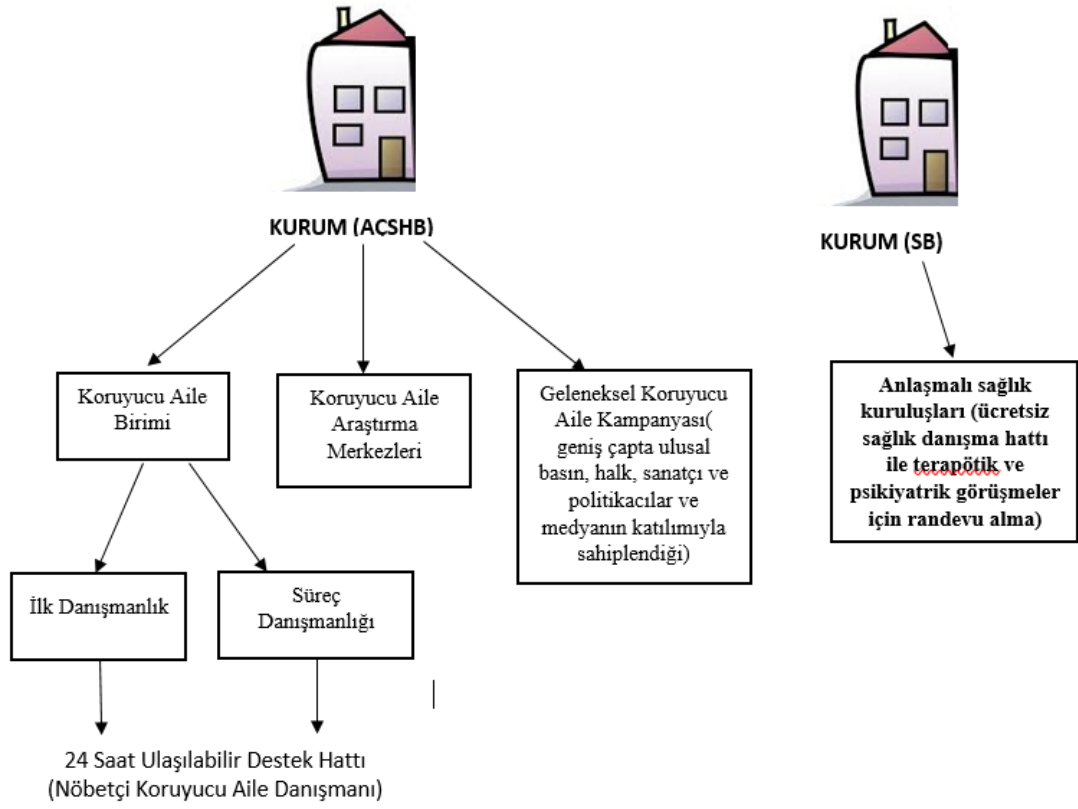 KURUM (AÇSHB)
KURUM (SB)
Koruyucu Aile
Birimi
Koruyucu Aile
Araştırma
Merkezleri
Geleneksel Koruyucu
Aile Kampanyası(
geniş çapta ulusal
basın, halk, sanatçı ve
politikacılar ve
medyanın katılımıyla
sahiplendiği)
Anlaşmalı sağlık
kuruluşları (ücretsiz
sağlık danışma hattı
ile terapötik ve
psikiyatrik görüşmeler
için randevu alma)
İlk Danışmanlık
Süreç
Danışmanlığı
24 Saat Ulaşılabilir Destek Hattı
(Nöbetçi Koruyucu Aile Danışmanı)